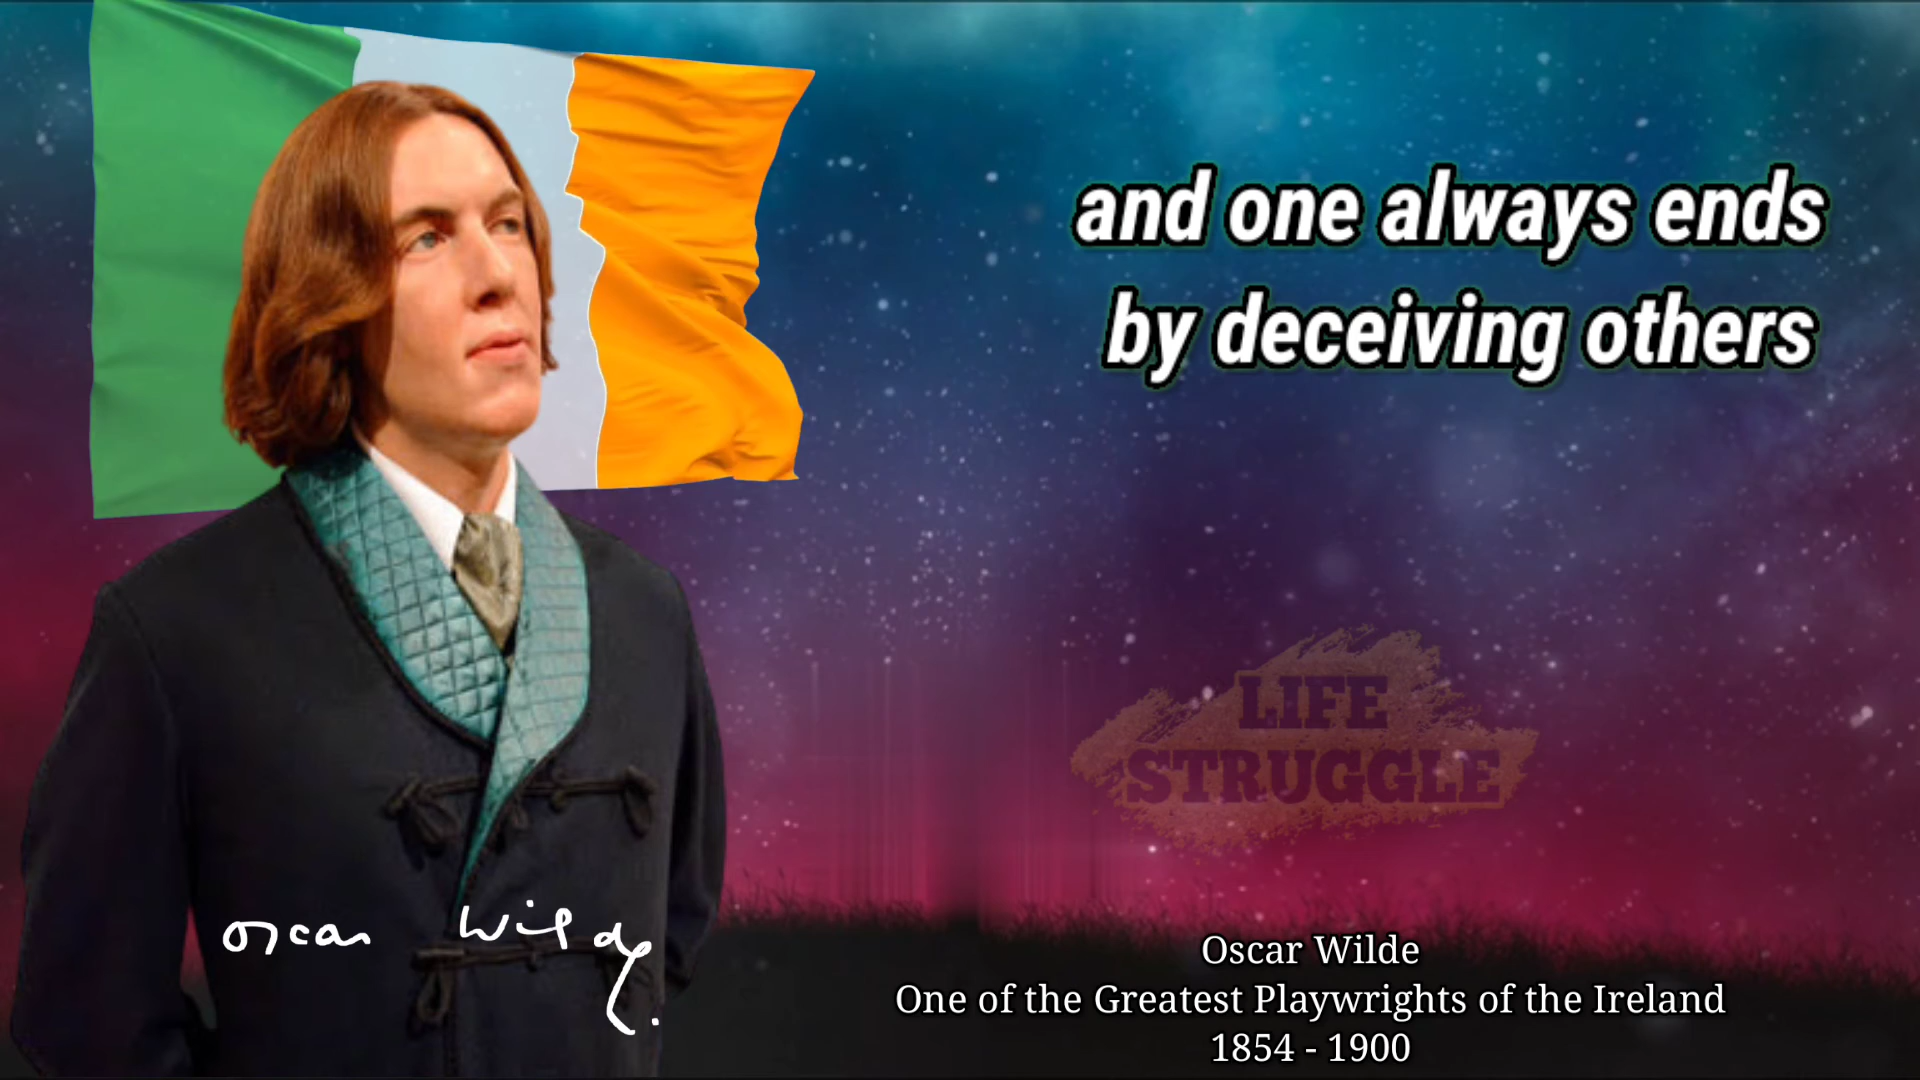 and one always ends
by deceiving others
LIFE
STRUGGLE
oscar wilde.
Oscar Wilde
One of the Greatest Playwrights of the Ireland
1854 - 1900